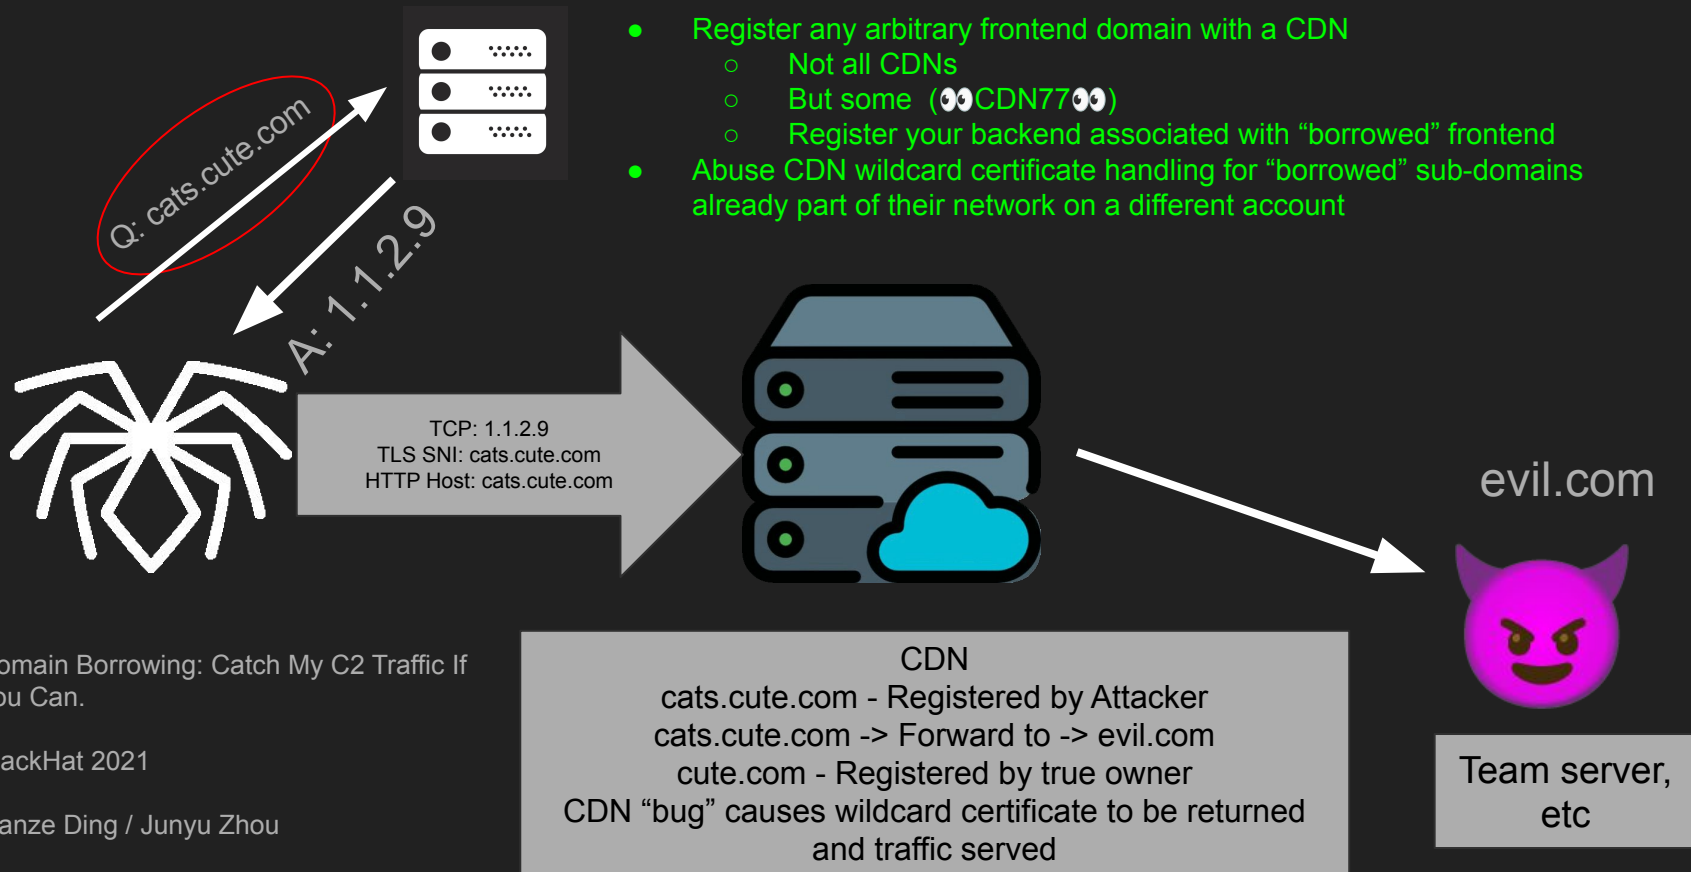 ● Register any arbitrary frontend domain with a CDN
○ Not all CDNs
○ But some (👀CDN77👀)
○ Register your backend associated with “borrowed” frontend
● Abuse CDN wildcard certificate handling for “borrowed” sub-domains
already part of their network on a different account
Q: cats.cute.com
A: 1.1.2.9
TCP: 1.1.2.9
TLS SNI: cats.cute.com
HTTP Host: cats.cute.com
evil.com
omain Borrowing: Catch My C2 Traffic If
ou Can.
ackHat 2021
anze Ding / Junyu Zhou
CDN
cats.cute.com - Registered by Attacker
cats.cute.com -> Forward to -> evil.com
cute.com - Registered by true owner
CDN “bug” causes wildcard certificate to be returned
and traffic served
Team server,
etc